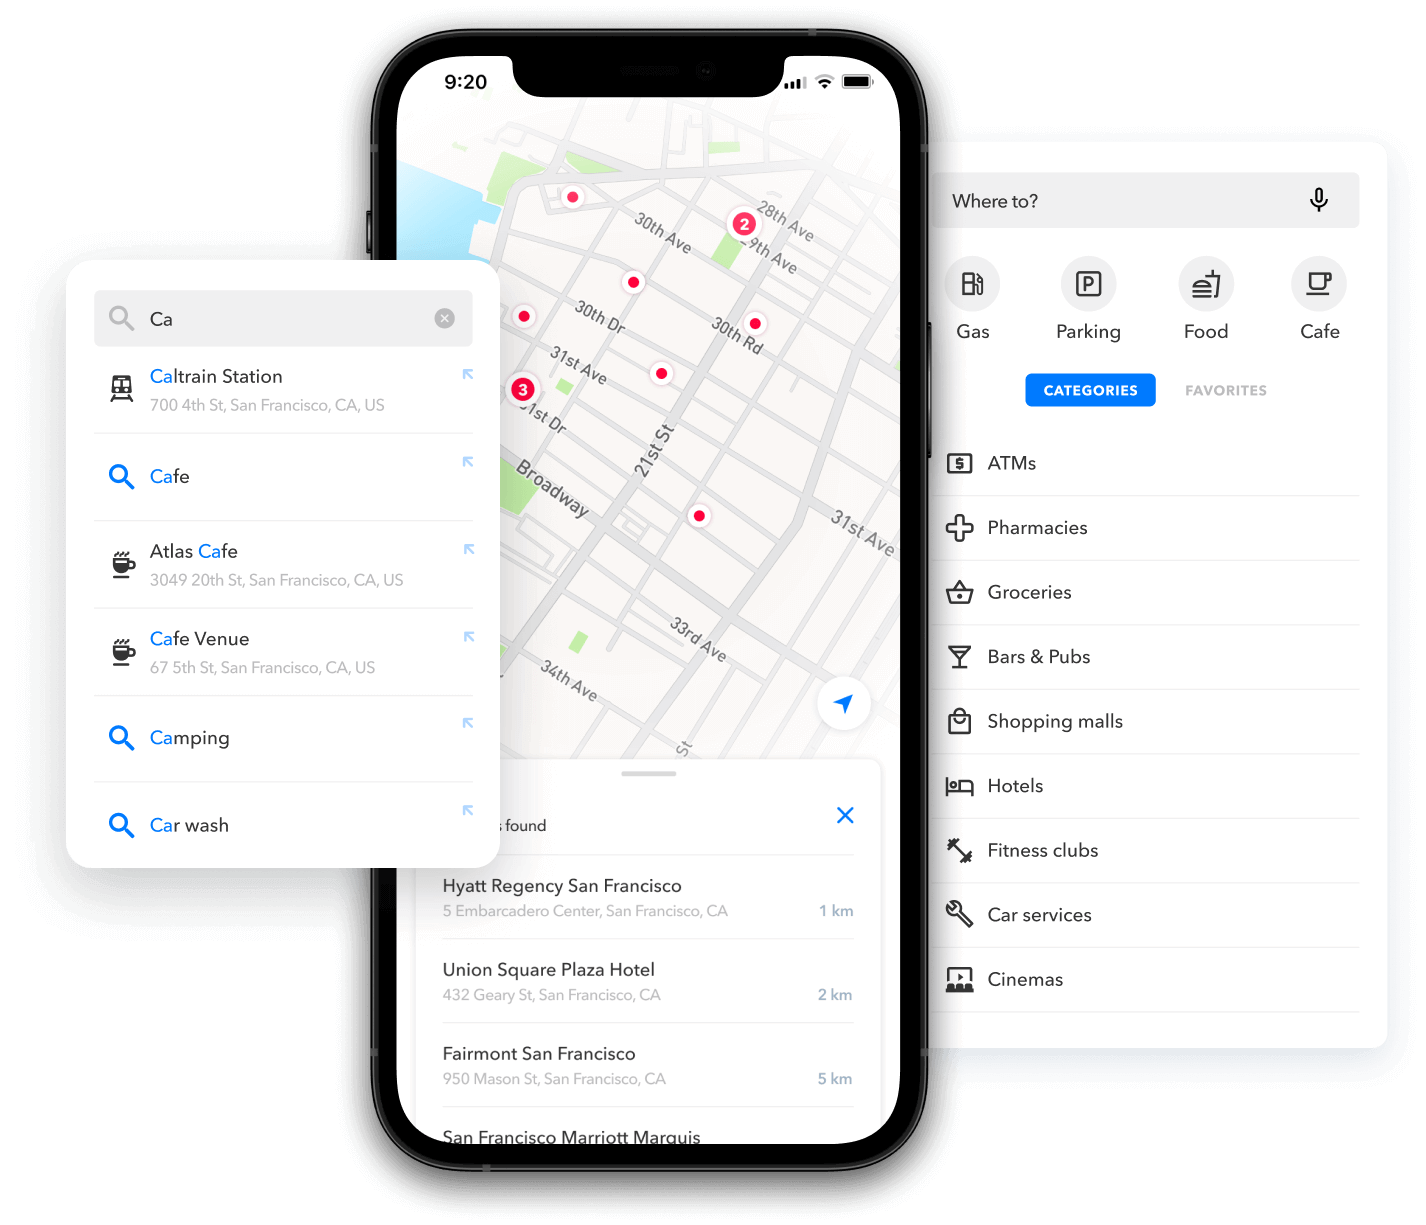 9:20
28th Ave
2
29th Ave
30th Ave
30th Dr
30th Rd
31st Ave
3
31st Dr
21st St
Broadway
31st Ave
33rd Ave
34th Ave
St
found
Hyatt Regency San Francisco
5 Embarcadero Center, San Francisco, CA
1 km
Union Square Plaza Hotel
432 Geary St, San Francisco, CA
2 km
Fairmont San Francisco
950 Mason St, San Francisco, CA
5 km
San Francisco Marriott Marquis
Ca
Caltrain Station
700 4th St, San Francisco, CA, US
Cafe
Atlas Cafe
3049 20th St, San Francisco, CA, US
Cafe Venue
67 5th St, San Francisco, CA, US
Camping
Car wash
Where to?
Gas
Parking
Food
Cafe
CATEGORIES
FAVORITES
ATMs
Pharmacies
Groceries
Bars & Pubs
Shopping malls
Hotels
Fitness clubs
Car services
Cinemas